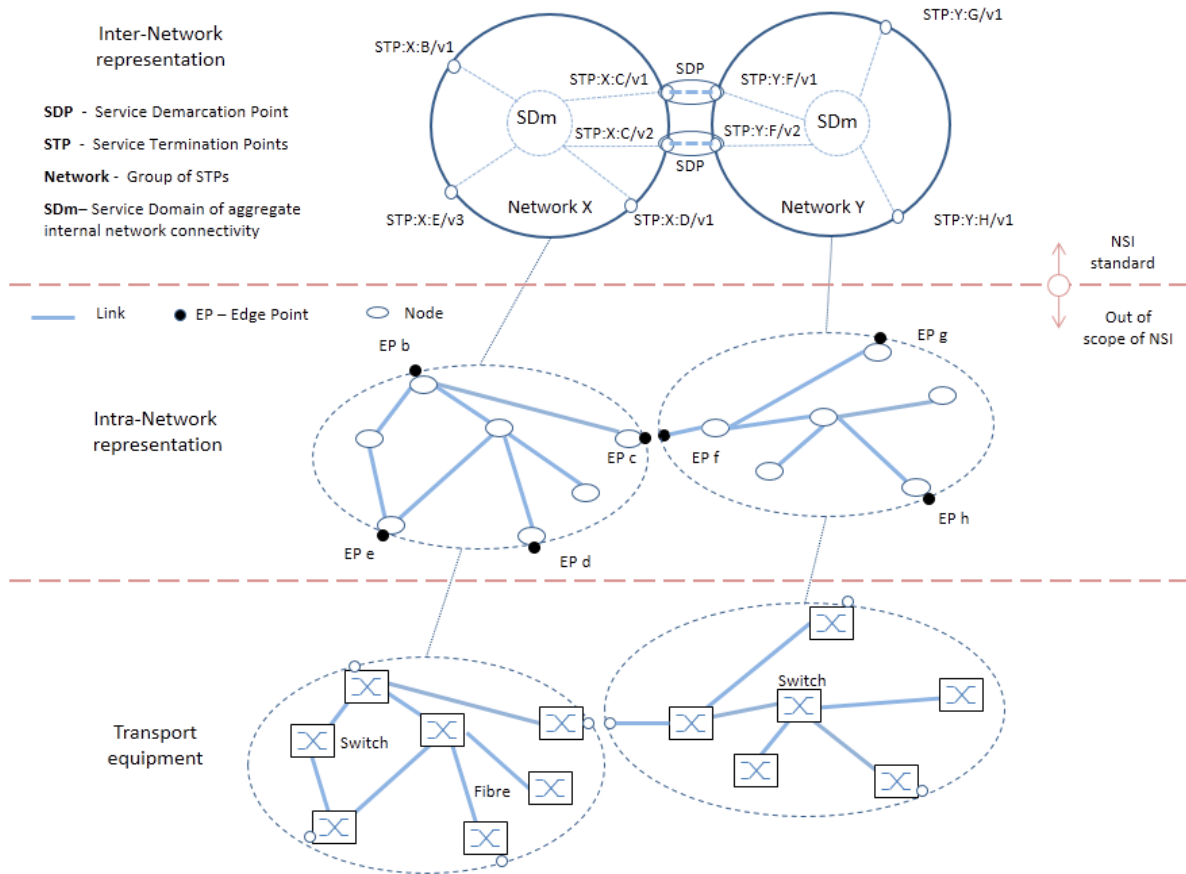 Inter-Network
representation
SDP - Service Demarcation Point
STP - Service Termination Points
Network - Group of STPs
SDm– Service Domain of aggregate
internal network connectivity
STP:X:B/v1
STP:X:C/v1
SDP
STP:Y:F/v1
STP:Y:G/v1
SDm
SDm
STP:X:C/v2
STP:Y:F/v2
SDP
STP:X:E/v3
Network X
STP:X:D/v1
Network Y
STP:Y:H/v1
NSI
standard
Link
EP – Edge Point
Node
Out of
scope of NSI
EP b
EP g
Intra-Network
representation
EP c
EP f
EP e
EP d
EP h
Transport
equipment
Switch
Switch
Fibre